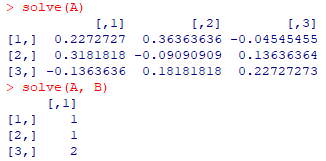 > solve(A)
[,1] [,2] [,3]
[1,] 0.2272727 0.36363636 -0.04545455
[2,] 0.3181818 -0.09090909 0.13636364
[3,] -0.1363636 0.18181818 0.22727273
> solve(A, B)
[,1]
[1,] 1
[2,] 1
[3,] 2